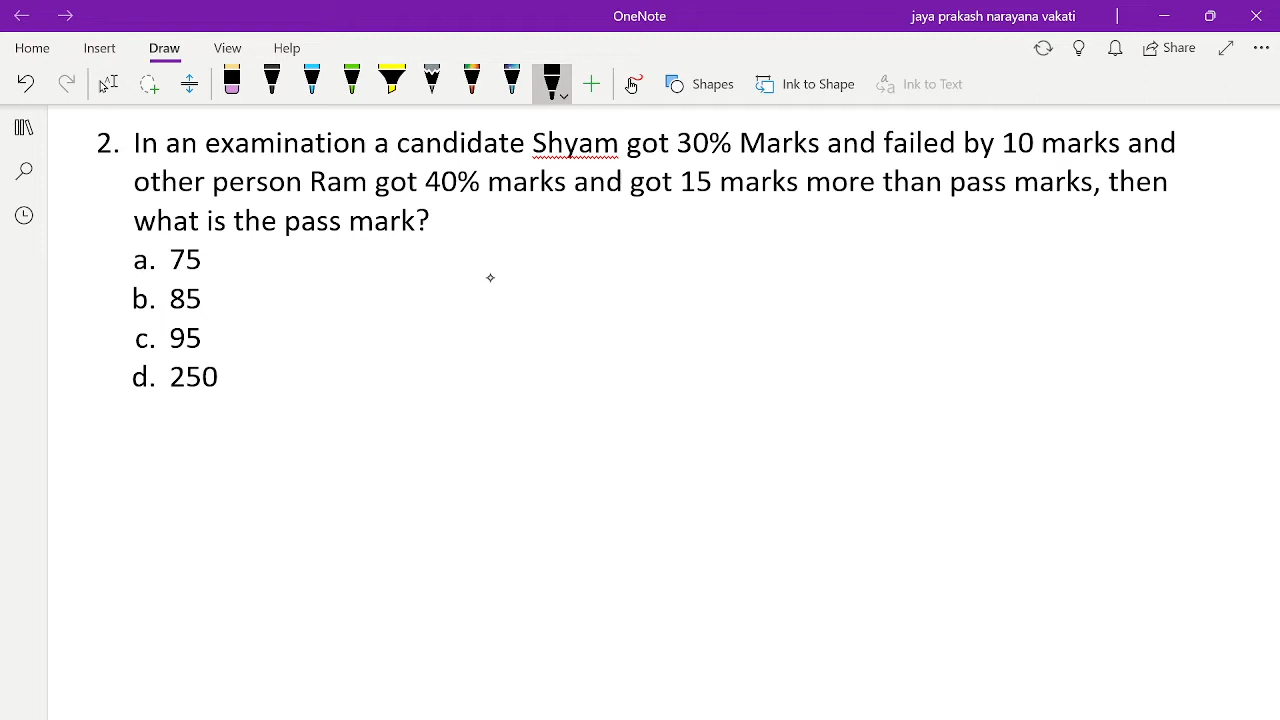 OneNote
jaya prakash narayana vakati
Home Insert Draw View Help
Share
Shapes Ink to Shape Ink to Text
2. In an examination a candidate Shyam got 30% Marks and failed by 10 marks and
other person Ram got 40% marks and got 15 marks more than pass marks, then
what is the pass mark?
a. 75
b. 85
c. 95
d. 250